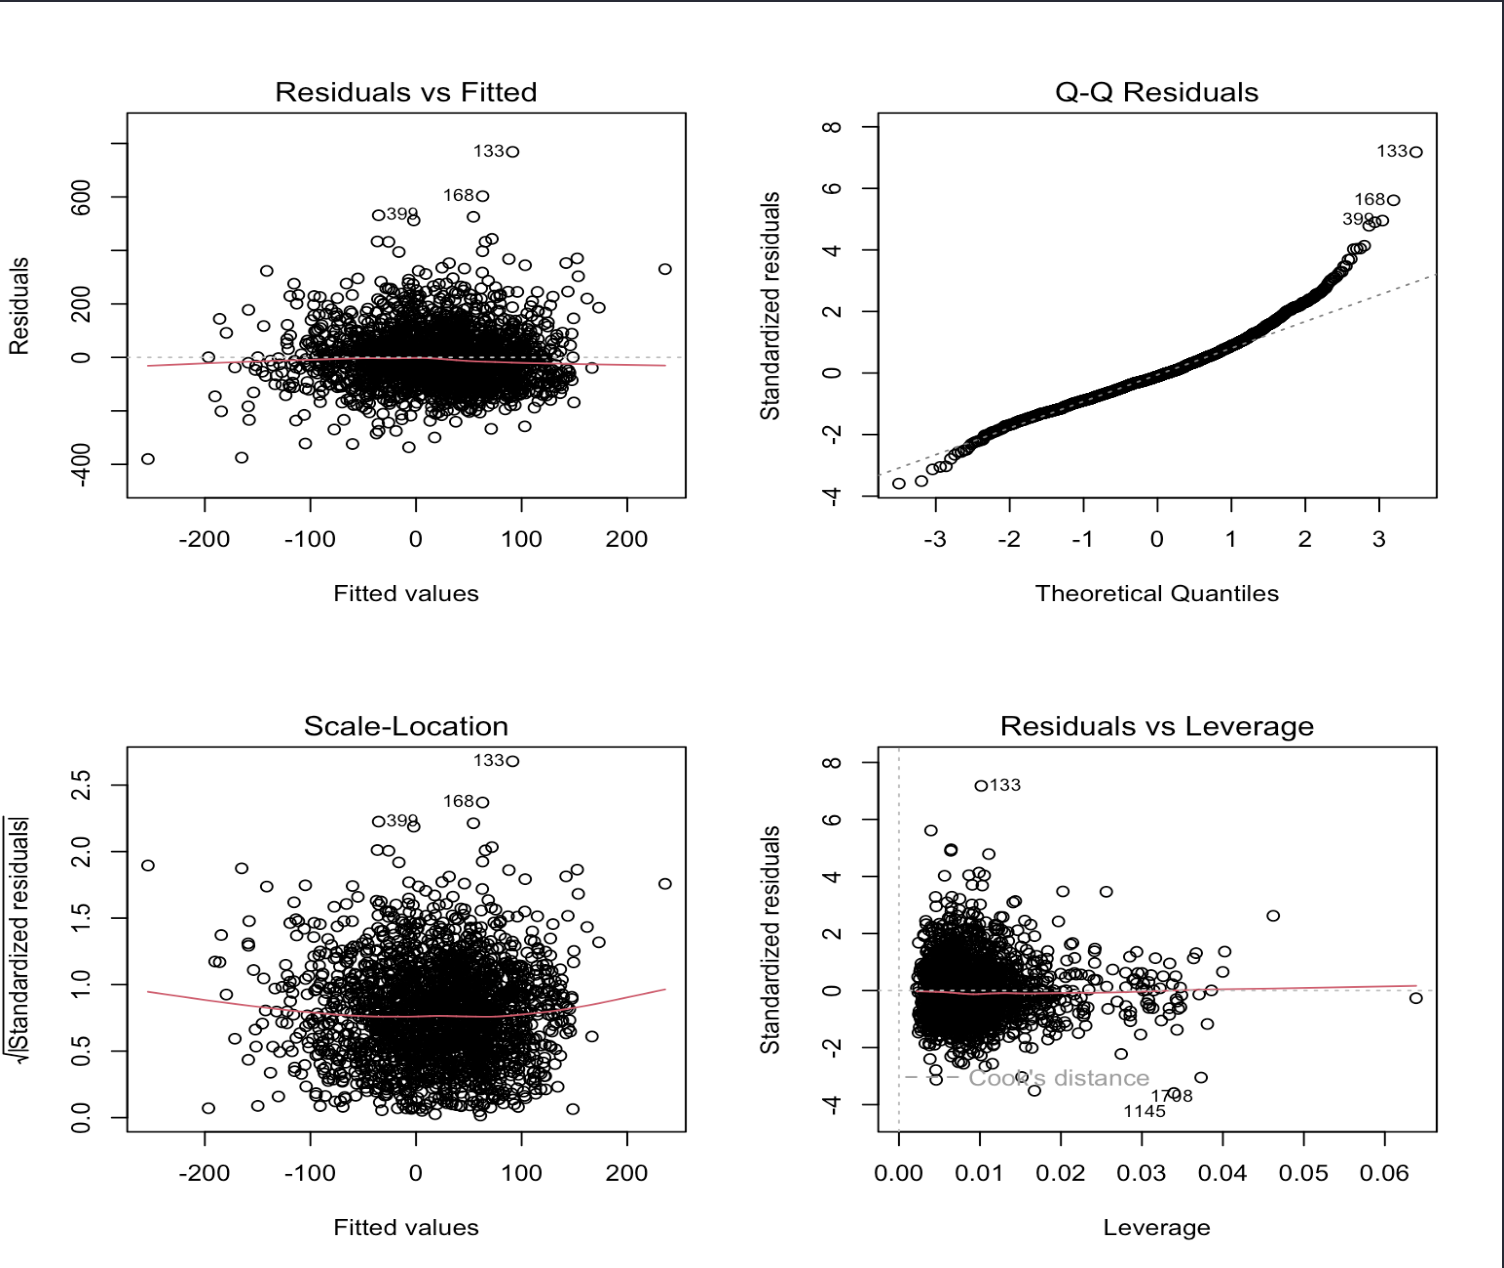 Residuals vs Fitted
Residuals
-400 0 200 600
133
168
399
-200 -100 0 100 200
Fitted values
Q-Q Residuals
Standardized residuals
-4 -2 0 2 4 6 8
133
168
399
-3 -2 -1 0 1 2 3
Theoretical Quantiles
Scale-Location
√|Standardized residuals|
0.0 0.5 1.0 1.5 2.0 2.5
133
168
399
-200 -100 0 100 200
Fitted values
Residuals vs Leverage
Standardized residuals
-4 -2 0 2 4 6 8
133
Cook's distance
1708
1145
0.00 0.01 0.02 0.03 0.04 0.05 0.06
Leverage